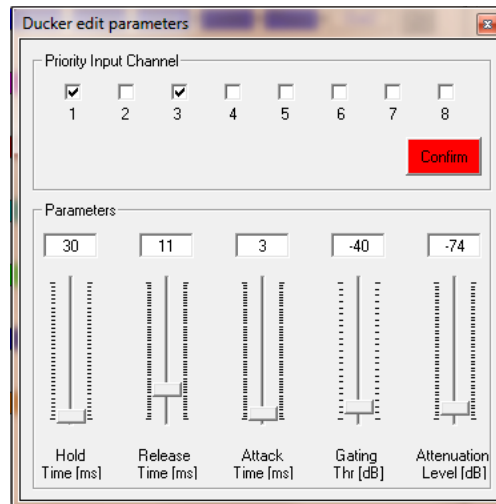 Ducker edit parameters
Priority Input Channel
1 2 3 4 5 6 7 8
Confirm
Parameters
30 11 3 -40 -74
Hold Release Attack Gating Attenuation
Time [ms] Time [ms] Time [ms] Thr [dB] Level [dB]